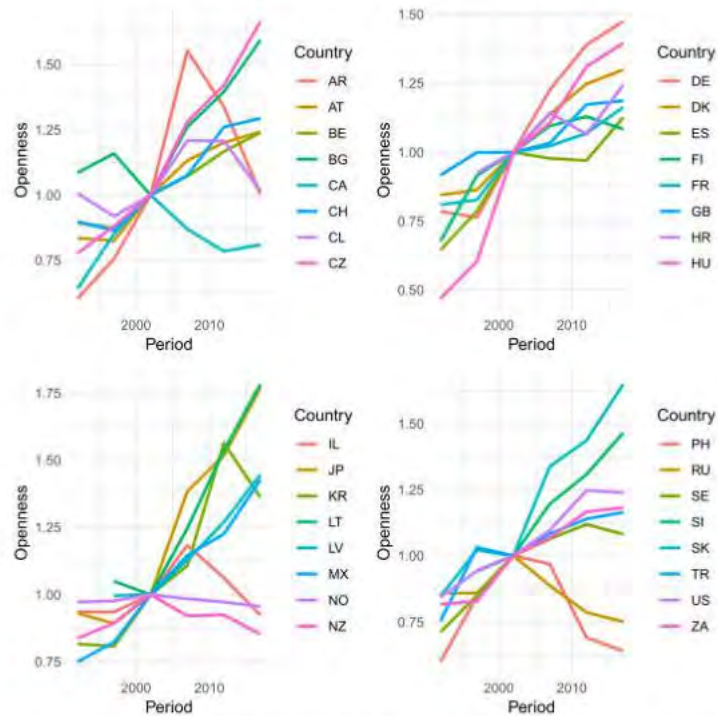 1.50
1.25
1.00
0.75
Openness
2000 2010
Period
Country
AR
AT
BE
BG
CA
CH
CL
CZ
1.50
1.25
1.00
0.75
0.50
Openness
2000 2010
Period
Country
DE
DK
ES
FI
FR
GB
HR
HU
1.75
1.50
1.25
1.00
0.75
Openness
2000 2010
Period
Country
IL
JP
KR
LT
LV
MX
NO
NZ
1.50
1.25
1.00
0.75
Openness
2000 2010
Period
Country
PH
RU
SE
SI
SK
TR
US
ZA